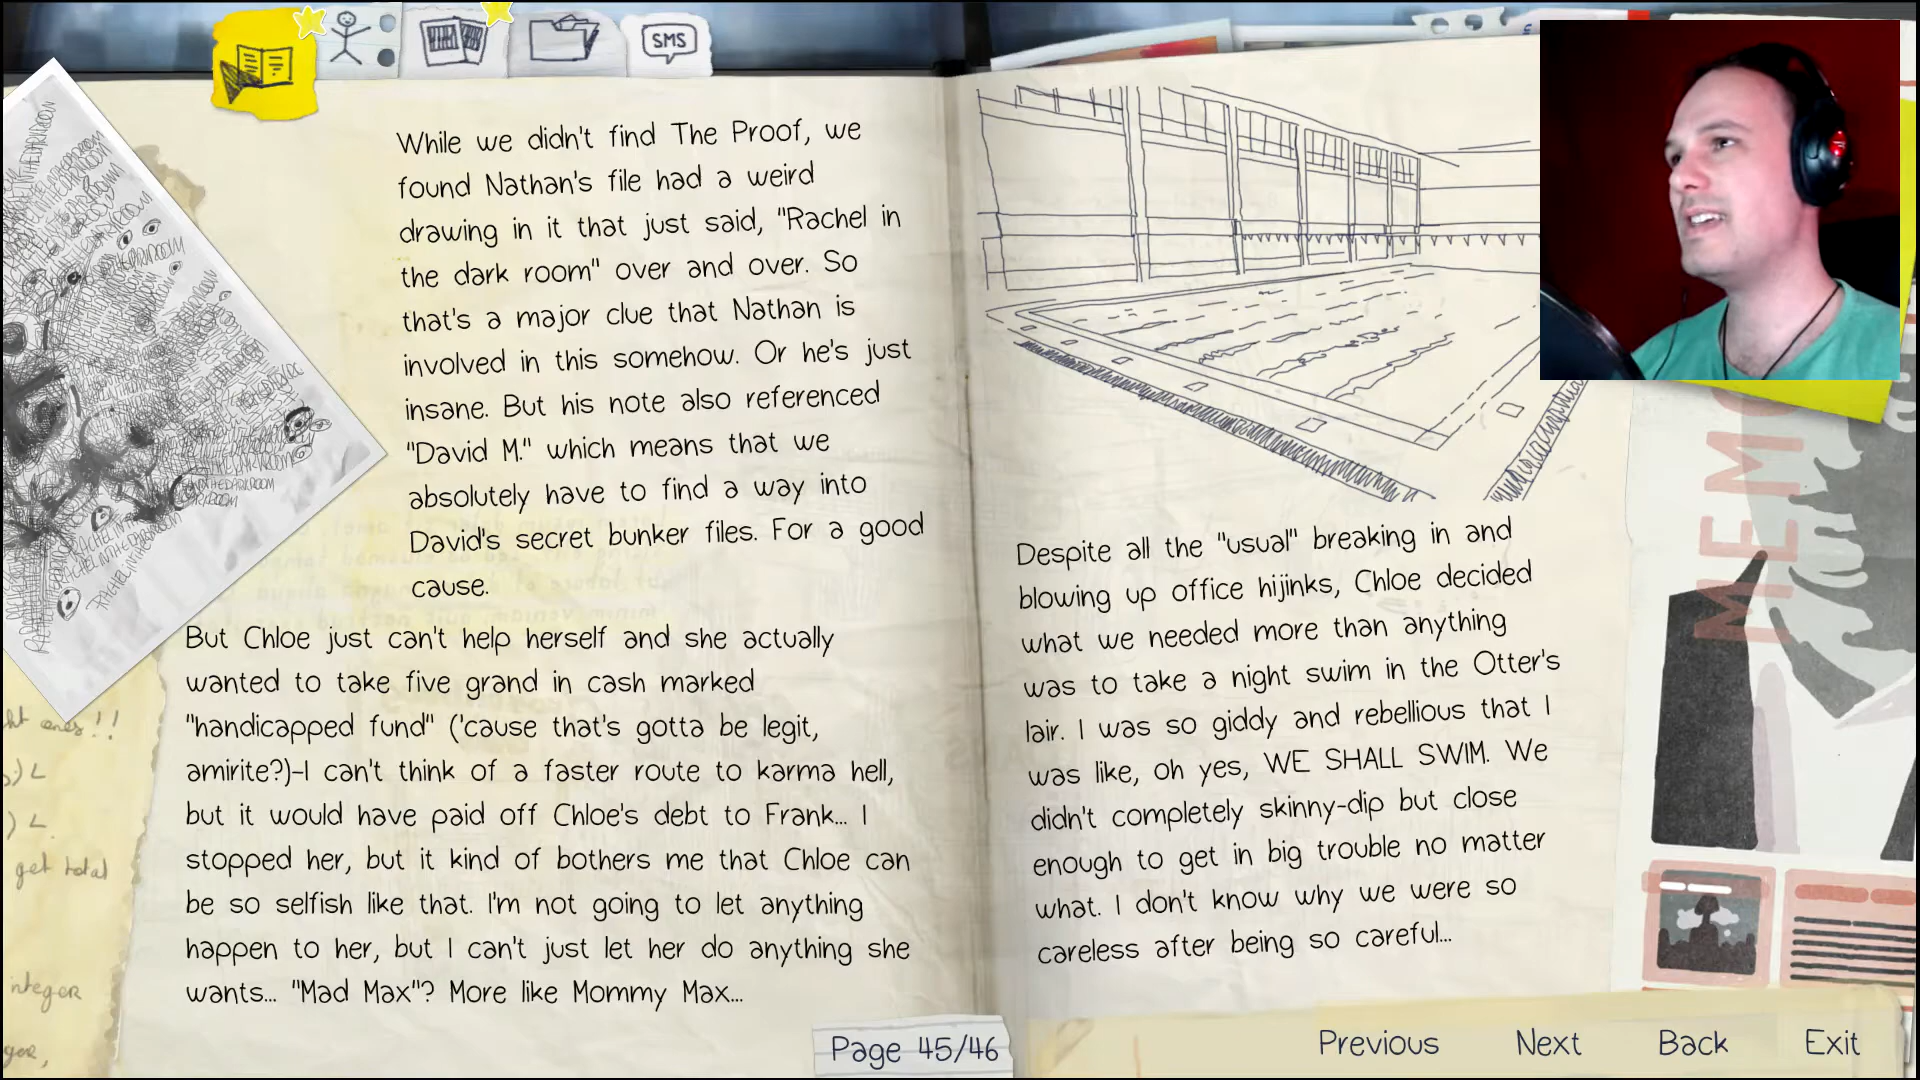 SMS
While we didn't find The Proof, we
found Nathan's file had a weird
drawing in it that just said, "Rachel in
the dark room" over and over. So
that's a major clue that Nathan is
involved in this somehow. Or he's just
insane. But his note also referenced
"David M." which means that we
absolutely have to find a way into
David's secret bunker files. For a good
cause.
But Chloe just can't help herself and she actually
wanted to take five grand in cash marked
"handicapped fund" ('cause that's gotta be legit,
amirite?)-I can't think of a faster route to karma hell,
but it would have paid off Chloe's debt to Frank... I
stopped her, but it kind of bothers me that Chloe can
be so selfish like that. I'm not going to let anything
happen to her, but I can't just let her do anything she
wants... "Mad Max"? More like Mommy Max...
Despite all the "usual" breaking in and
blowing up office hijinks, Chloe decided
what we needed more than anything
was to take a night swim in the Otter's
lair. I was so giddy and rebellious that I
was like, oh yes, WE SHALL SWIM. We
didn't completely skinny-dip but close
enough to get in big trouble no matter
what. I don't know why we were so
careless after being so careful...
get total
Page 45/46
Previous
Next
Back
Exit